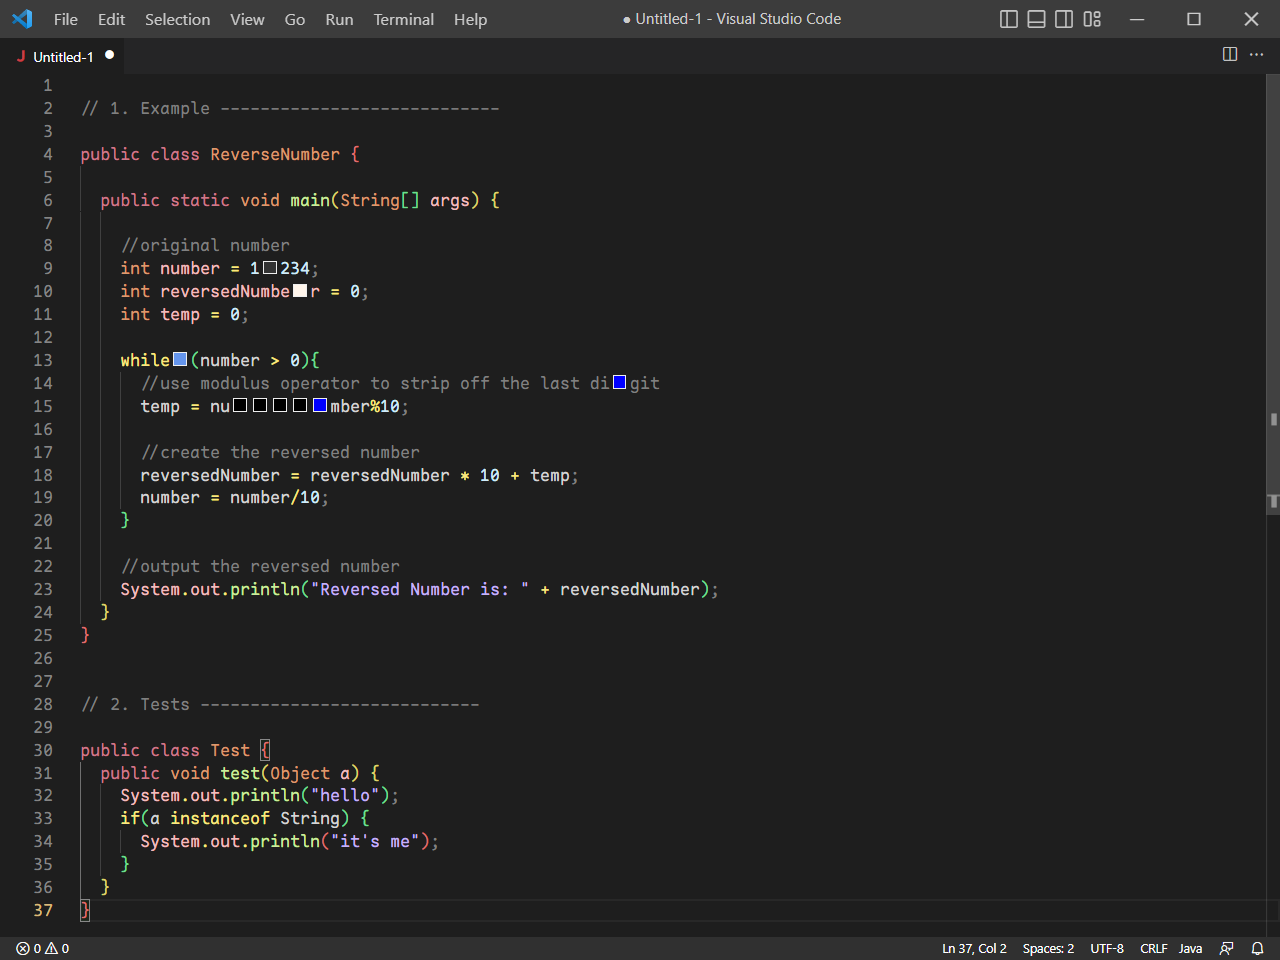 File Edit Selection View Go Run Terminal Help
● Untitled-1 - Visual Studio Code
J Untitled-1 ●
1
2 // 1. Example ----------------------------
3
4 public class ReverseNumber {
5
6   public static void main(String[] args) {
7
8     //original number
9     int number = 1 234;
10     int reversedNumbe r = 0;
11     int temp = 0;
12
13     while (number > 0){
14       //use modulus operator to strip off the last di git
15       temp = nu mber%10;
16
17       //create the reversed number
18       reversedNumber = reversedNumber * 10 + temp;
19       number = number/10;
20     }
21
22     //output the reversed number
23     System.out.println("Reversed Number is: " + reversedNumber);
24   }
25 }
26
27
28 // 2. Tests ----------------------------
29
30 public class Test {
31   public void test(Object a) {
32     System.out.println("hello");
33     if(a instanceof String) {
34       System.out.println("it's me");
35     }
36   }
37 }
0 0 Ln 37, Col 2 Spaces: 2 UTF-8 CRLF Java